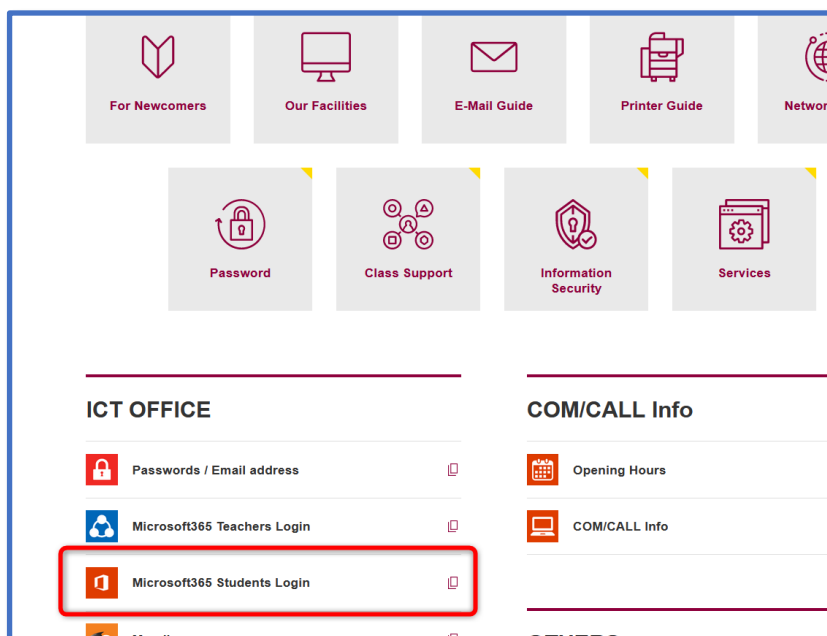 For Newcomers
Our Facilities
E-Mail Guide
Printer Guide
Password
Class Support
Information
Security
Services
ICT OFFICE
Passwords / Email address
Microsoft365 Teachers Login
Microsoft365 Students Login
COM/CALL Info
Opening Hours
COM/CALL Info